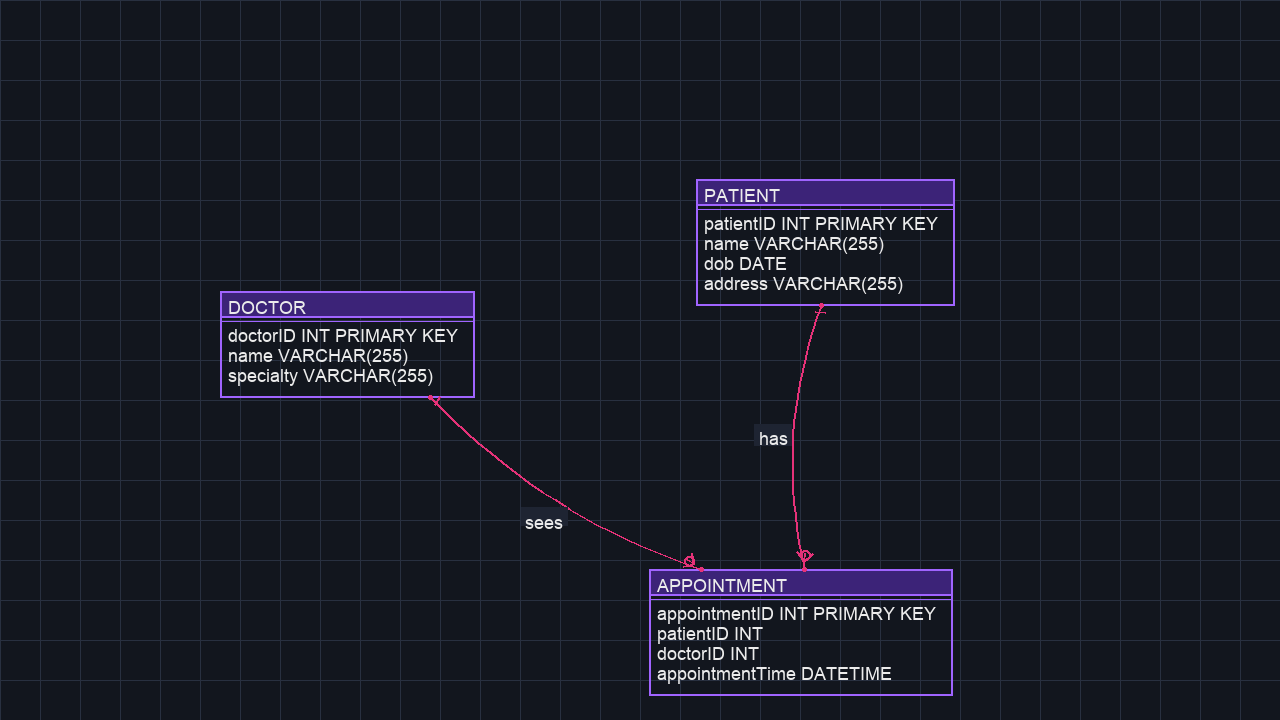 PATIENT
patientID INT PRIMARY KEY
name VARCHAR(255)
dob DATE
address VARCHAR(255)
DOCTOR
doctorID INT PRIMARY KEY
name VARCHAR(255)
specialty VARCHAR(255)
has
sees
APPOINTMENT
appointmentID INT PRIMARY KEY
patientID INT
doctorID INT
appointmentTime DATETIME